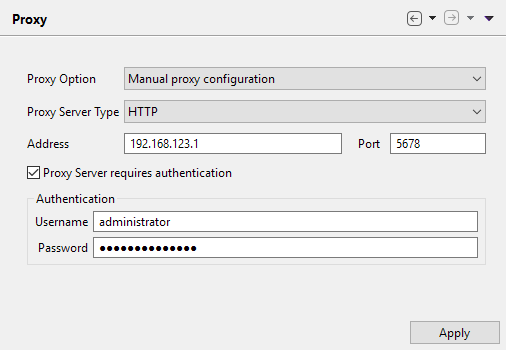 Proxy
Proxy Option Manual proxy configuration
Proxy Server Type HTTP
Address 192.168.123.1 Port 5678
Proxy Server requires authentication
Authentication
Username administrator
Password ●●●●●●●●●●●●●●
Apply